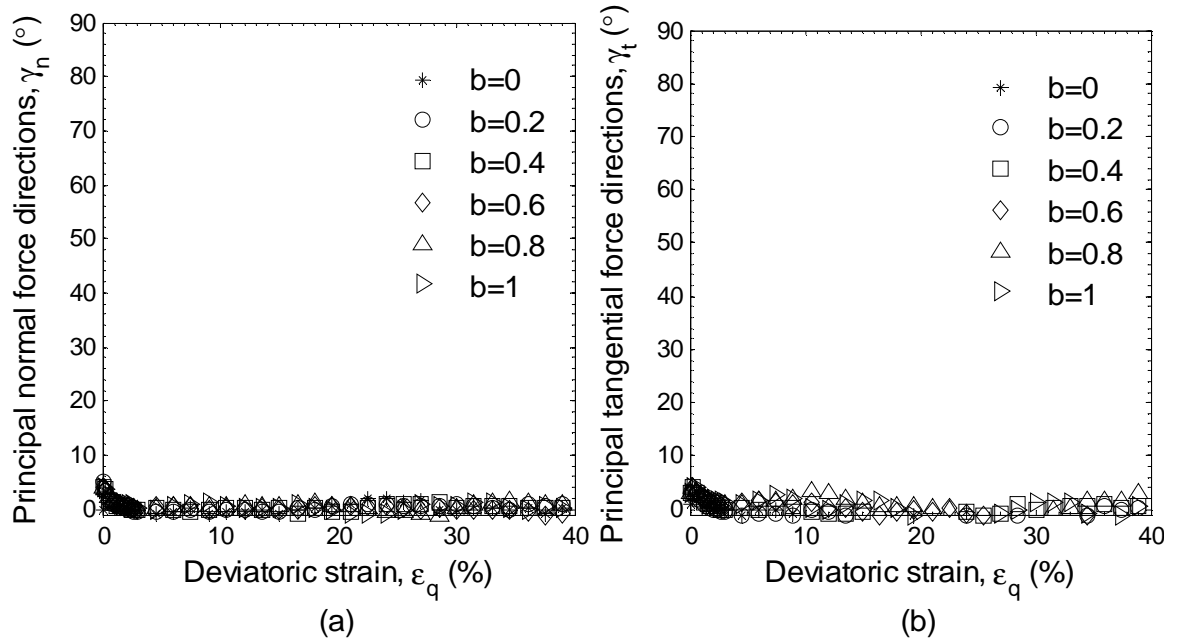 Principal normal force directions, γn (°)
90
80
70
60
50
40
30
20
10
0
b=0
b=0.2
b=0.4
b=0.6
b=0.8
b=1
0 10 20 30 40
Deviatoric strain, εq (%)
(a)
Principal tangential force directions, γt (°)
90
80
70
60
50
40
30
20
10
0
b=0
b=0.2
b=0.4
b=0.6
b=0.8
b=1
0 10 20 30 40
Deviatoric strain, εq (%)
(b)